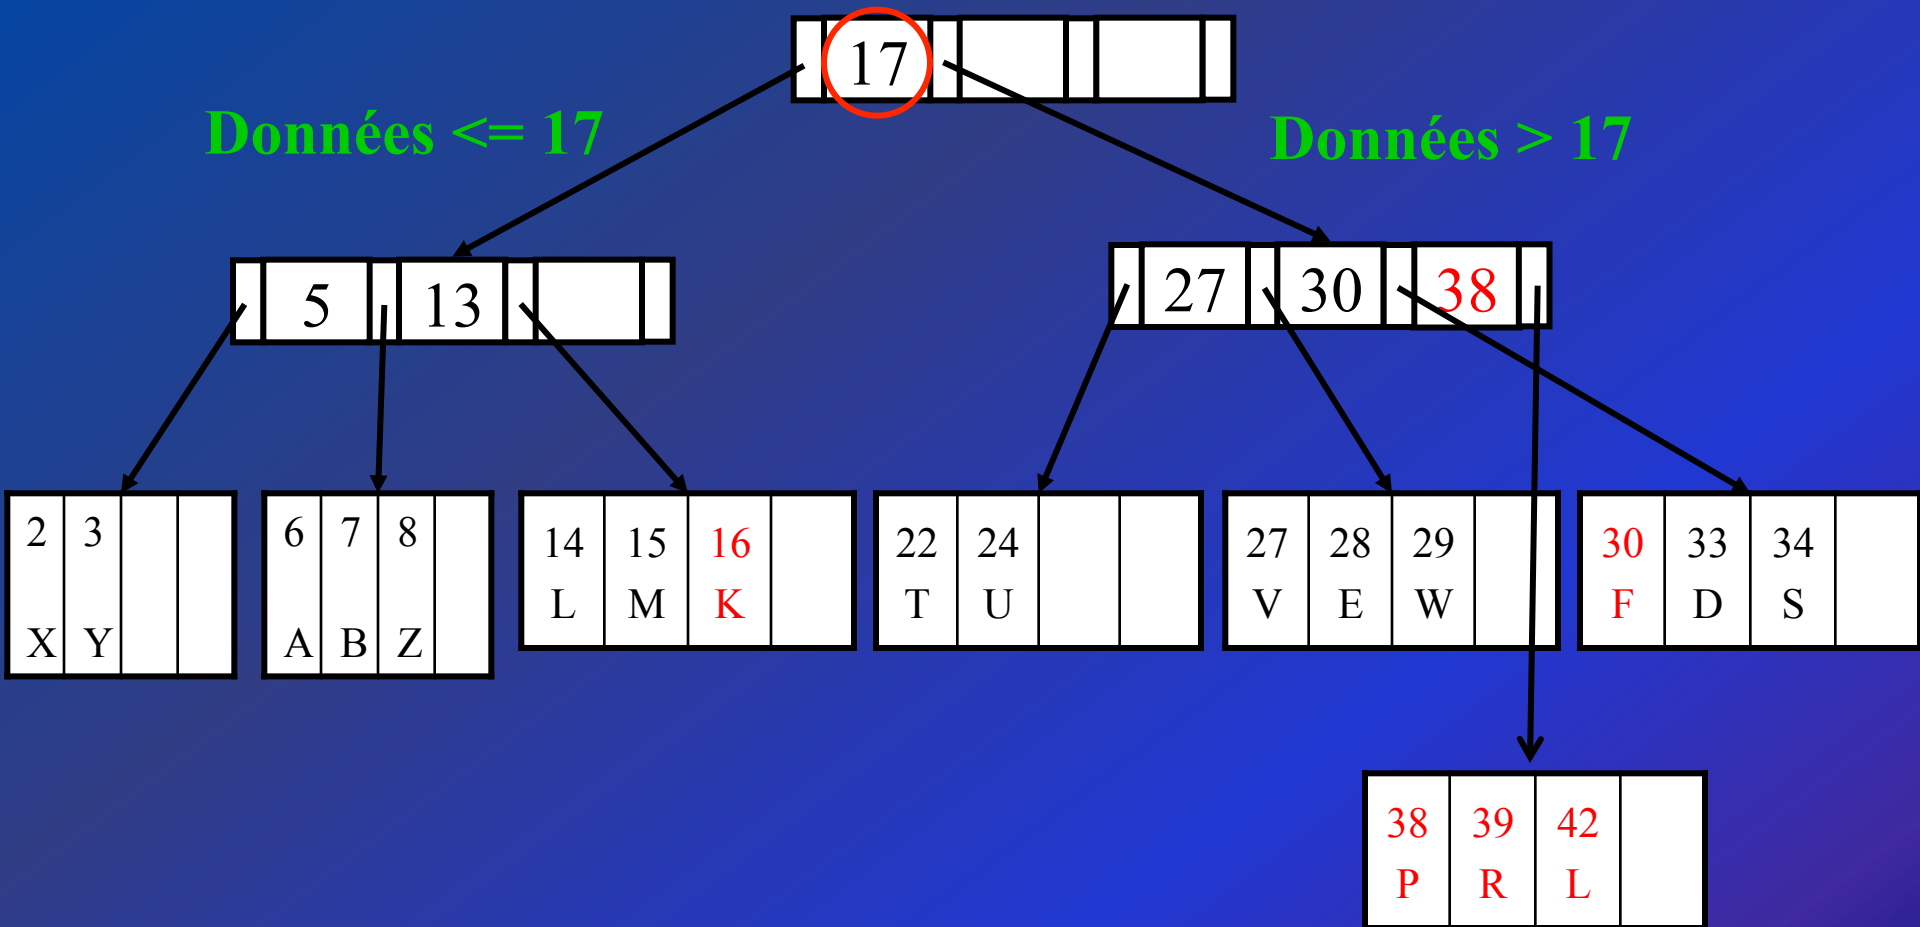 17
Données <= 17
Données > 17
5 13
27 30 38
2 3
X Y
6 7 8
A B Z
14 15 16
L M K
22 24
T U
27 28 29
V E W
30 33 34
F D S
38 39 42
P R L